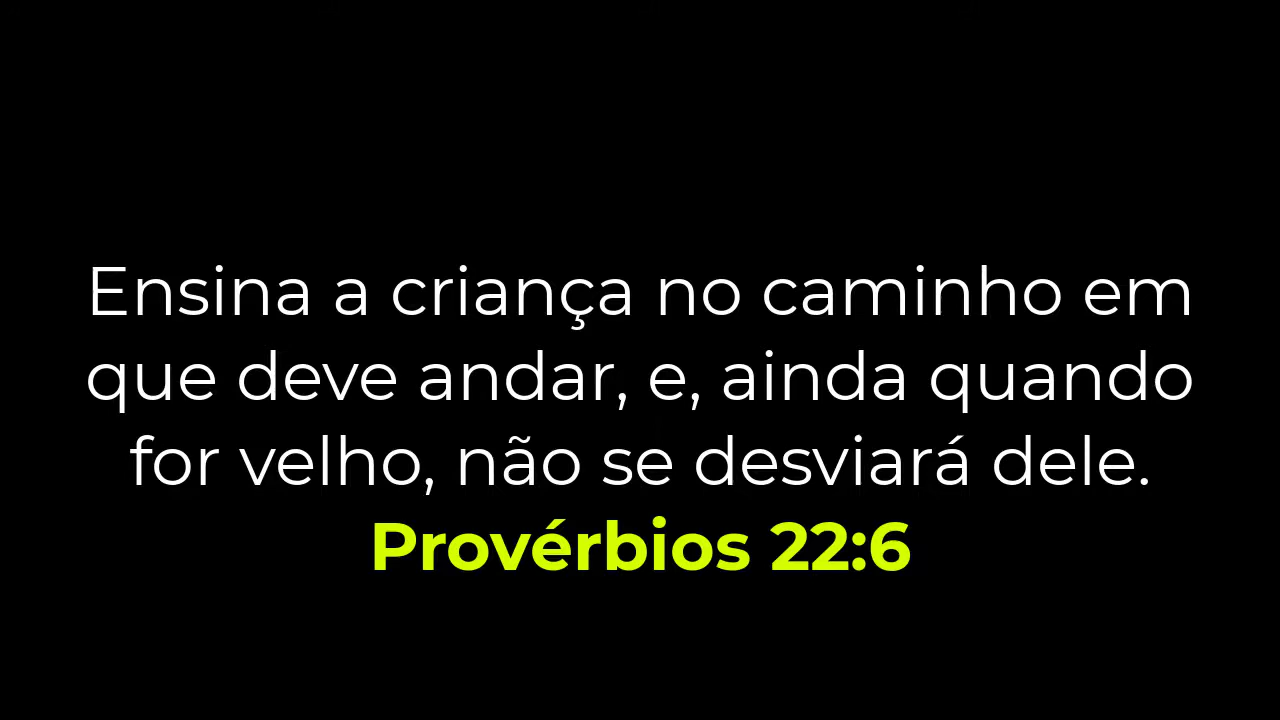 Ensina a criança no caminho em
que deve andar, e, ainda quando
for velho, não se desviará dele.
Provérbios 22:6